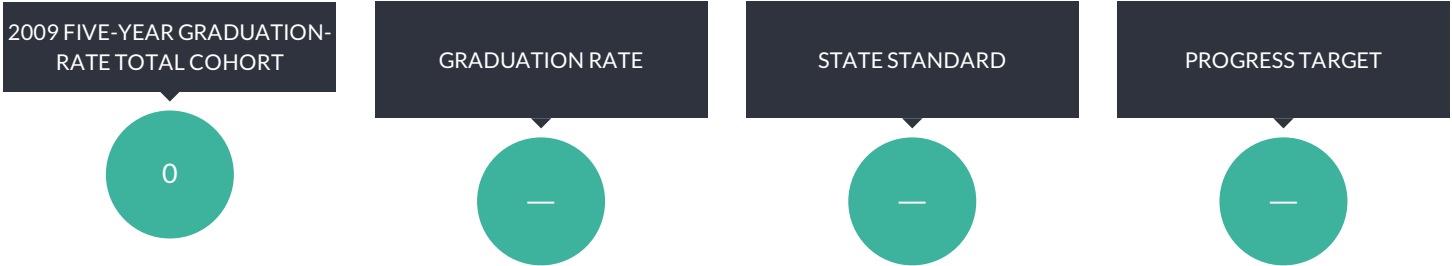 2009 FIVE-YEAR GRADUATION-
RATE TOTAL COHORT
0
GRADUATION RATE
—
STATE STANDARD
—
PROGRESS TARGET
—